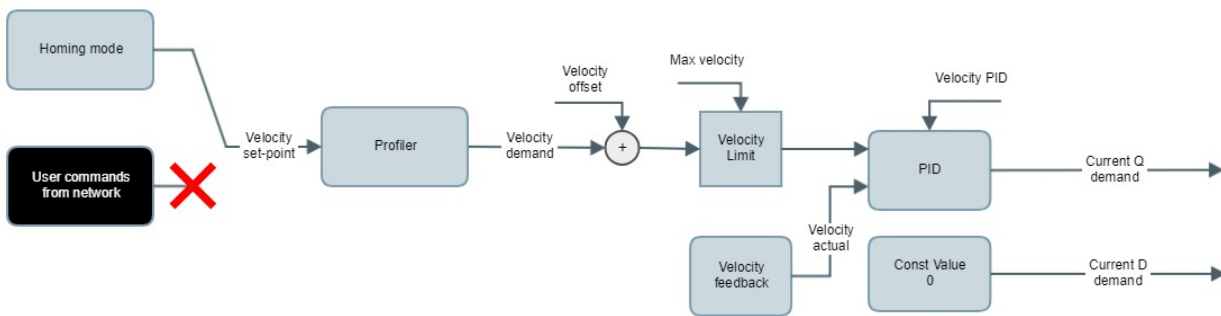 Homing mode
User commands
from network
Velocity
set-point
Profiler
Velocity
demand
Velocity
offset
+
Max velocity
Velocity
Limit
Velocity PID
PID
Current Q
demand
Velocity
actual
Velocity
feedback
Const Value
0
Current D
demand